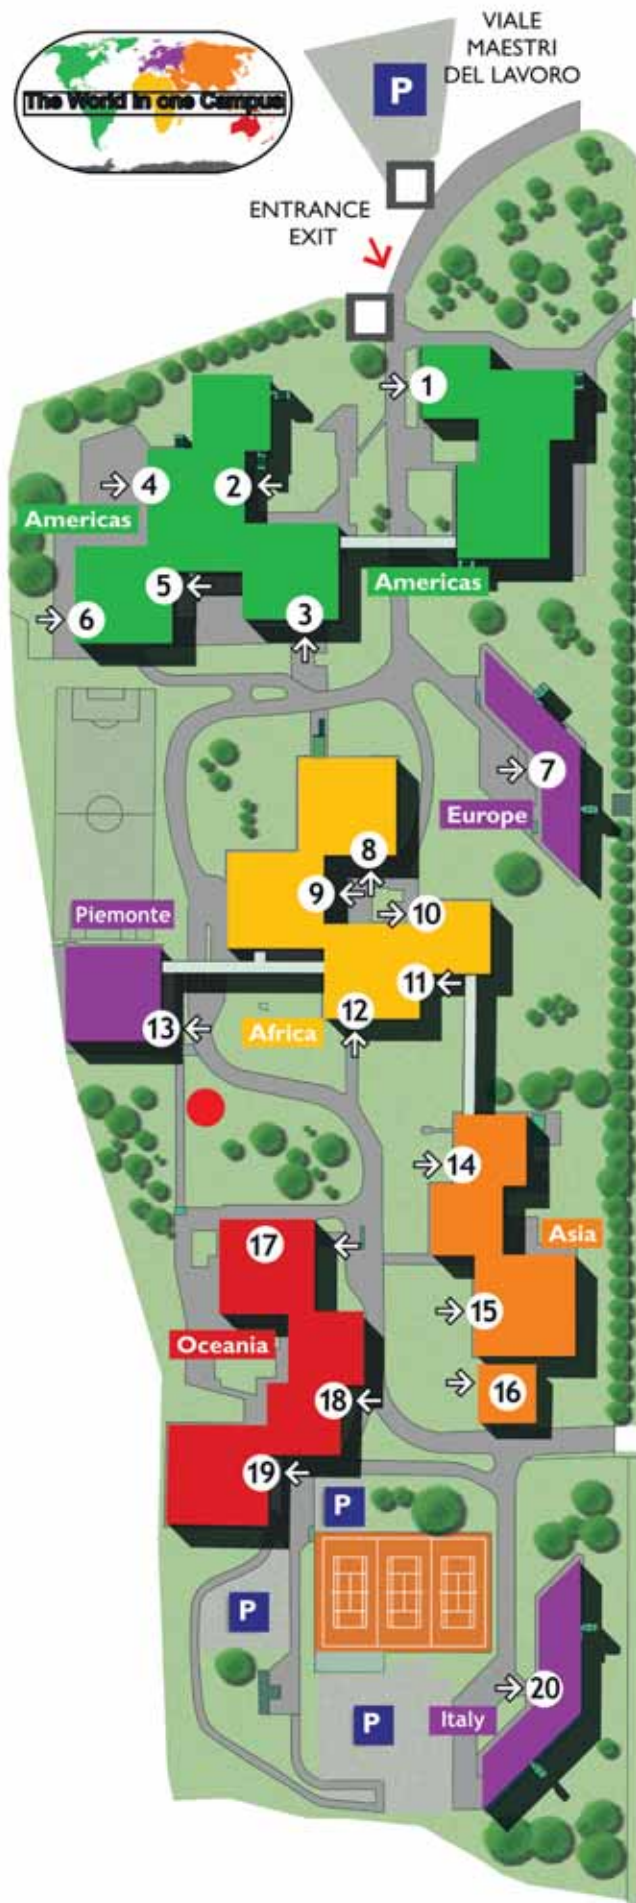 VIALE
MAESTRI
DEL LAVORO
P
The World in one Campus
ENTRANCE
EXIT
1
4
2
Americas
5
Americas
6
3
7
Europe
8
9
Piemonte
10
11
12
13
Africa
14
Asia
17
15
Oceania
16
18
19
P
P
20
P
Italy